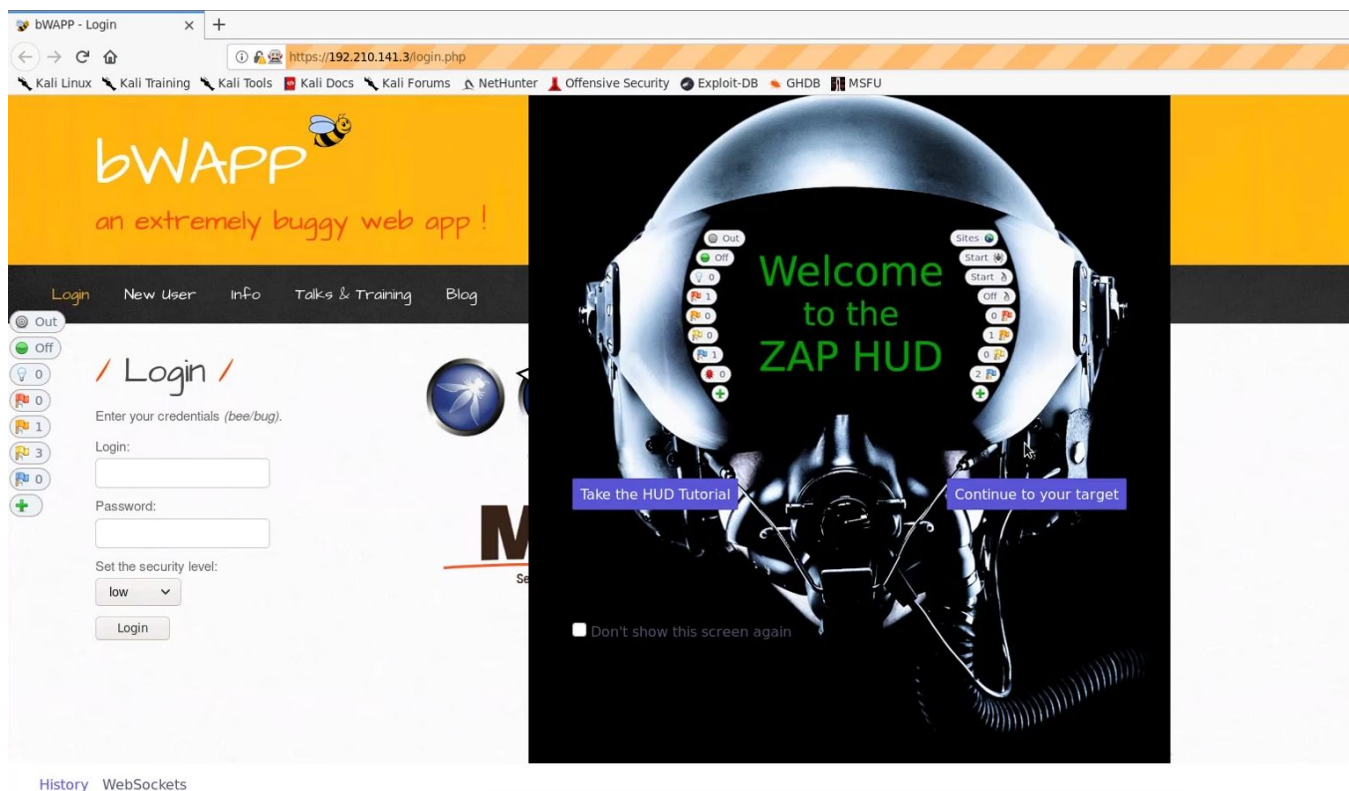 bWAPP - Login
https://192.210.141.3/login.php
Kali Linux Kali Training Kali Tools Kali Docs Kali Forums NetHunter Offensive Security Exploit-DB GHDB MSFU
bWAPP
an extremely buggy web app !
Login New User Info Talks & Training Blog
Out
Off
0
0
1
3
0
/ Login /
Enter your credentials (bee/bug).
Login:
Password:
Set the security level:
low
Login
M
Se
Out
Off
0
1
0
0
1
0
Welcome
to the
ZAP HUD
Sites
Start
Start
Off
0
1
0
2
Take the HUD Tutorial
Continue to your target
Don't show this screen again
History WebSockets